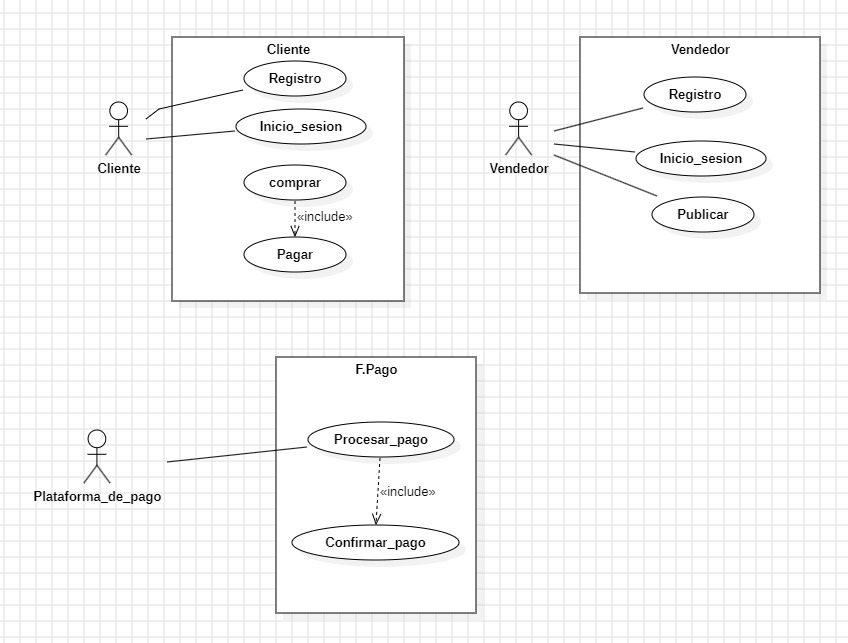 Cliente
Registro
Inicio_sesion
Cliente
comprar
«include»
Pagar
Vendedor
Registro
Inicio_sesion
Vendedor
Publicar
F.Pago
Procesar_pago
Plataforma_de_pago
«include»
Confirmar_pago